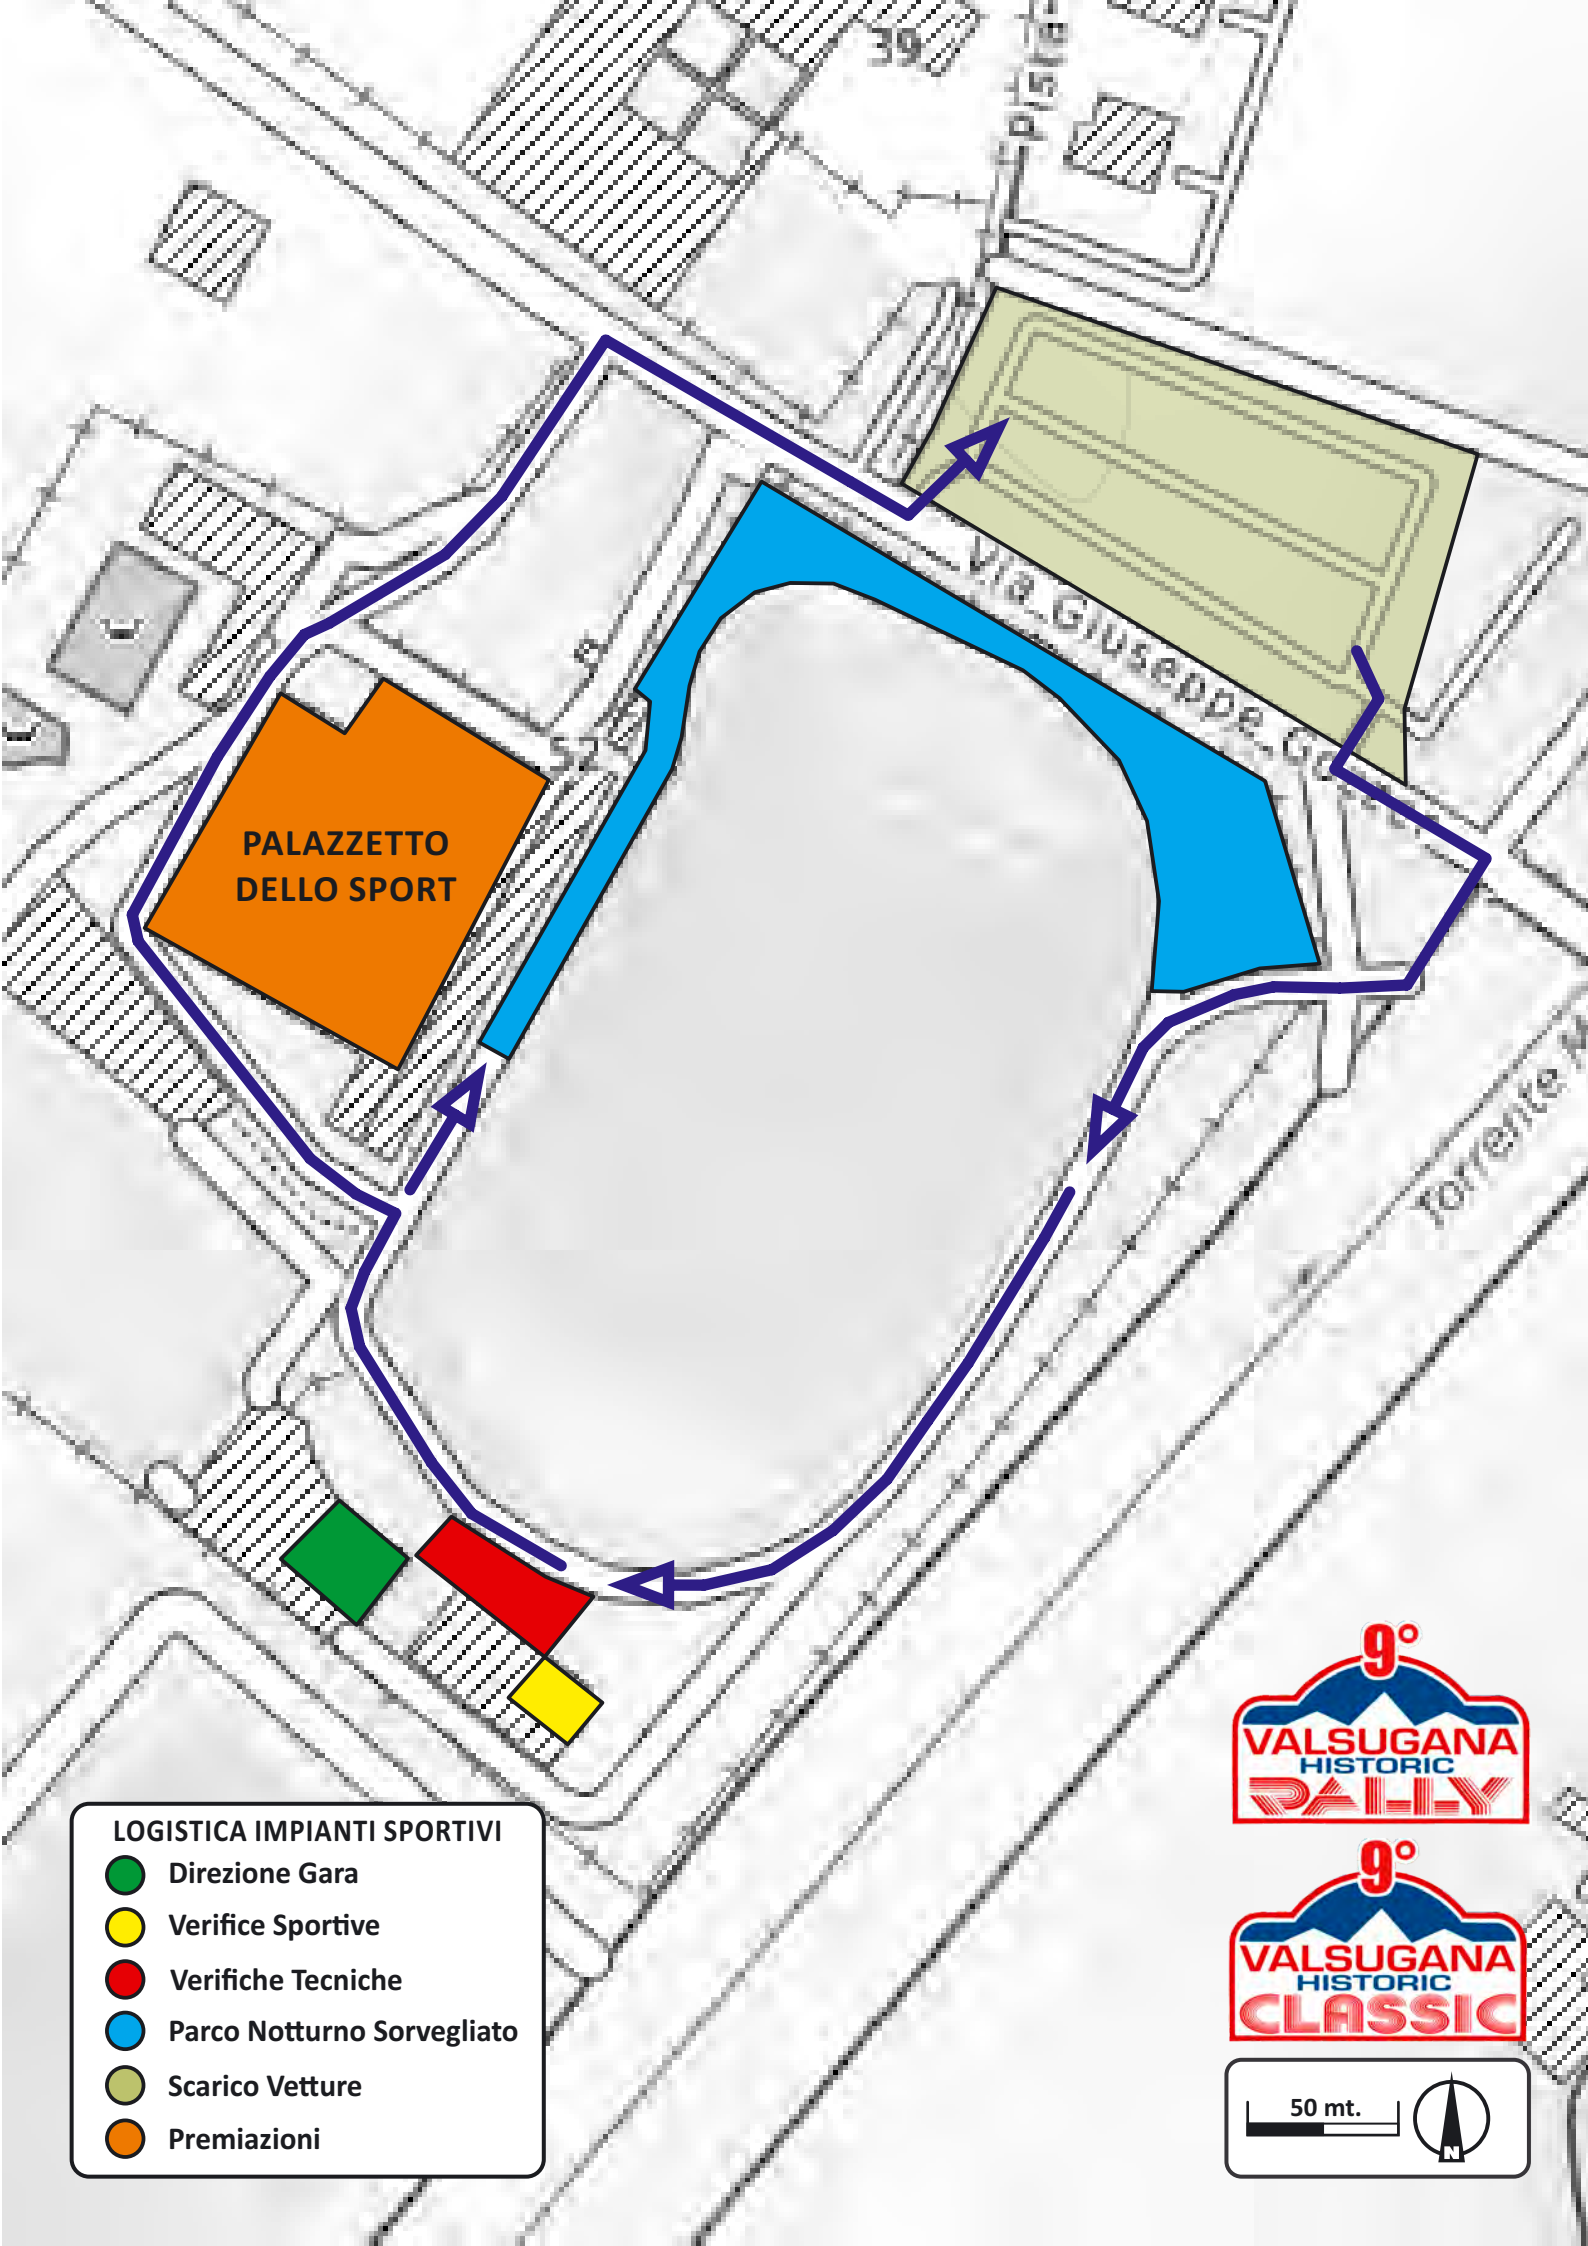 39
Pista
Via Giuseppe G
PALAZZETTO
DELLO SPORT
52
Torrente
9°
VALSUGANA
HISTORIC
RALLY
9°
VALSUGANA
HISTORIC
CLASSIC
LOGISTICA IMPIANTI SPORTIVI
Direzione Gara
Verifice Sportive
Verifiche Tecniche
Parco Notturno Sorvegliato
Scarico Vetture
Premiazioni
50 mt.
N